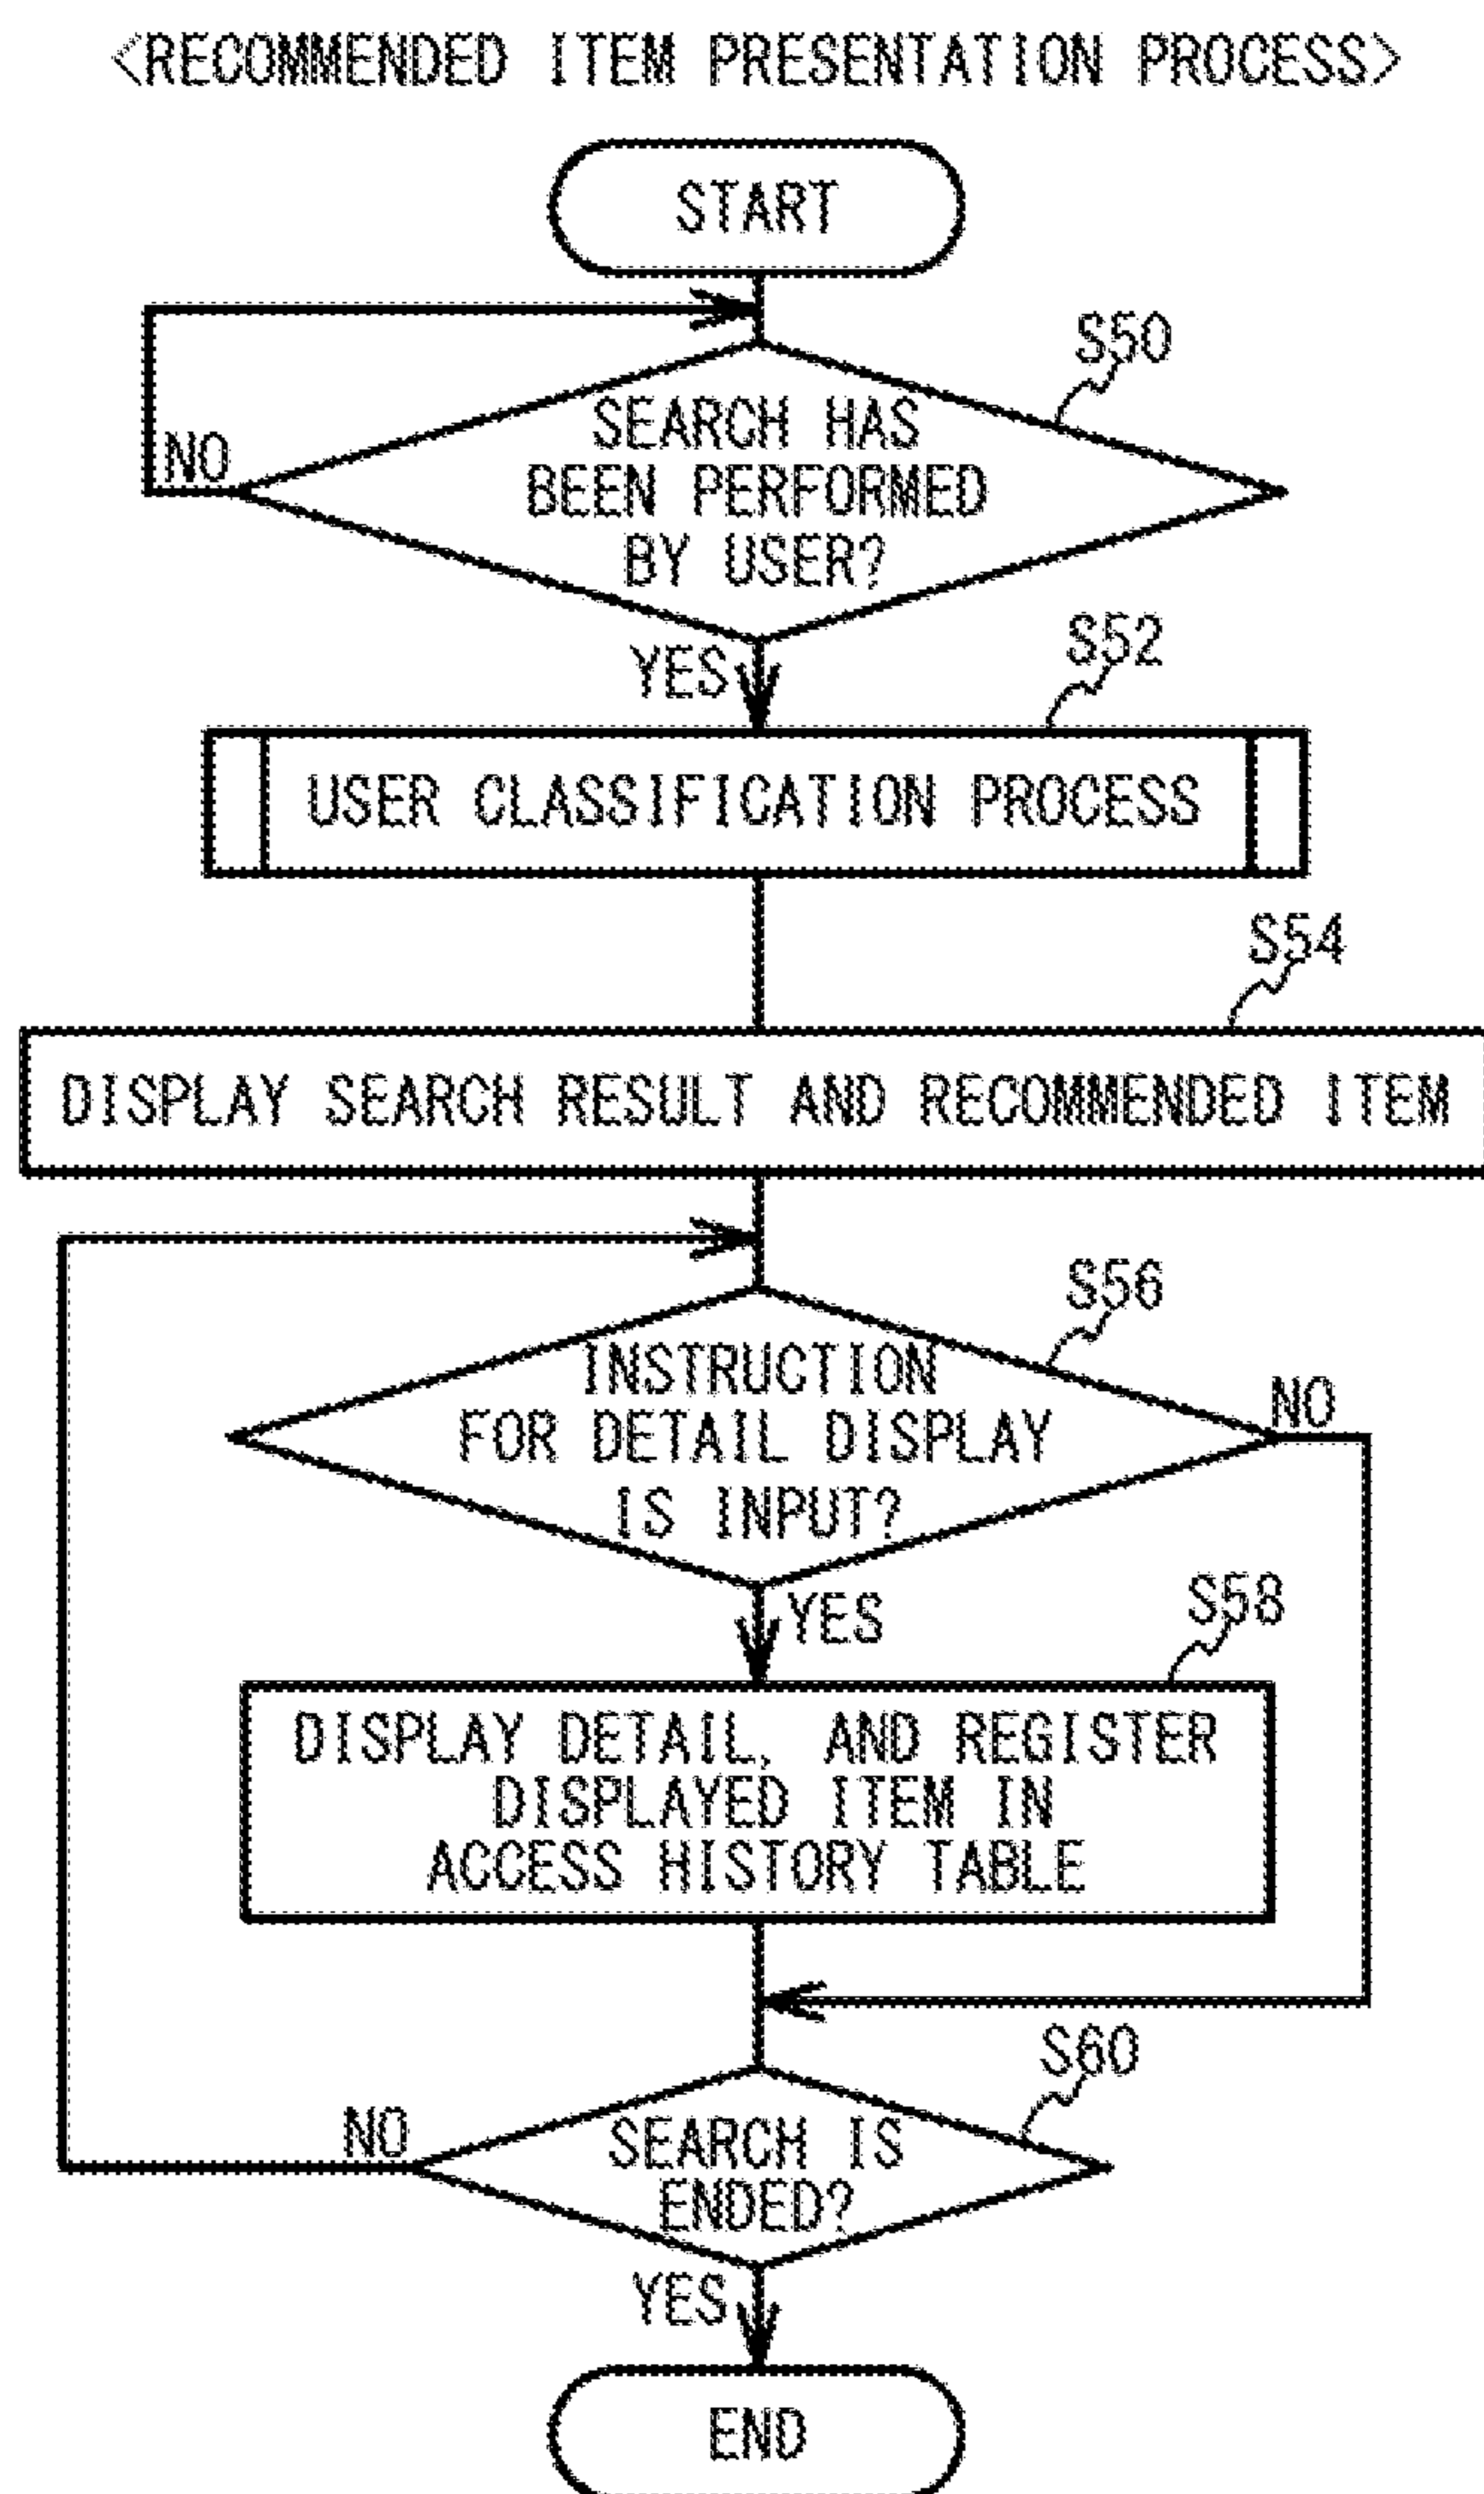 <RECOMMENDED ITEM PRESENTATION PROCESS>
START
S50
SEARCH HAS
BEEN PERFORMED
BY USER?
NO
YES
S52
USER CLASSIFICATION PROCESS
S54
DISPLAY SEARCH RESULT AND RECOMMENDED ITEM
S56
INSTRUCTION
FOR DETAIL DISPLAY
IS INPUT?
NO
YES
S58
DISPLAY DETAIL, AND REGISTER
DISPLAYED ITEM IN
ACCESS HISTORY TABLE
S60
SEARCH IS
ENDED?
NO
YES
END